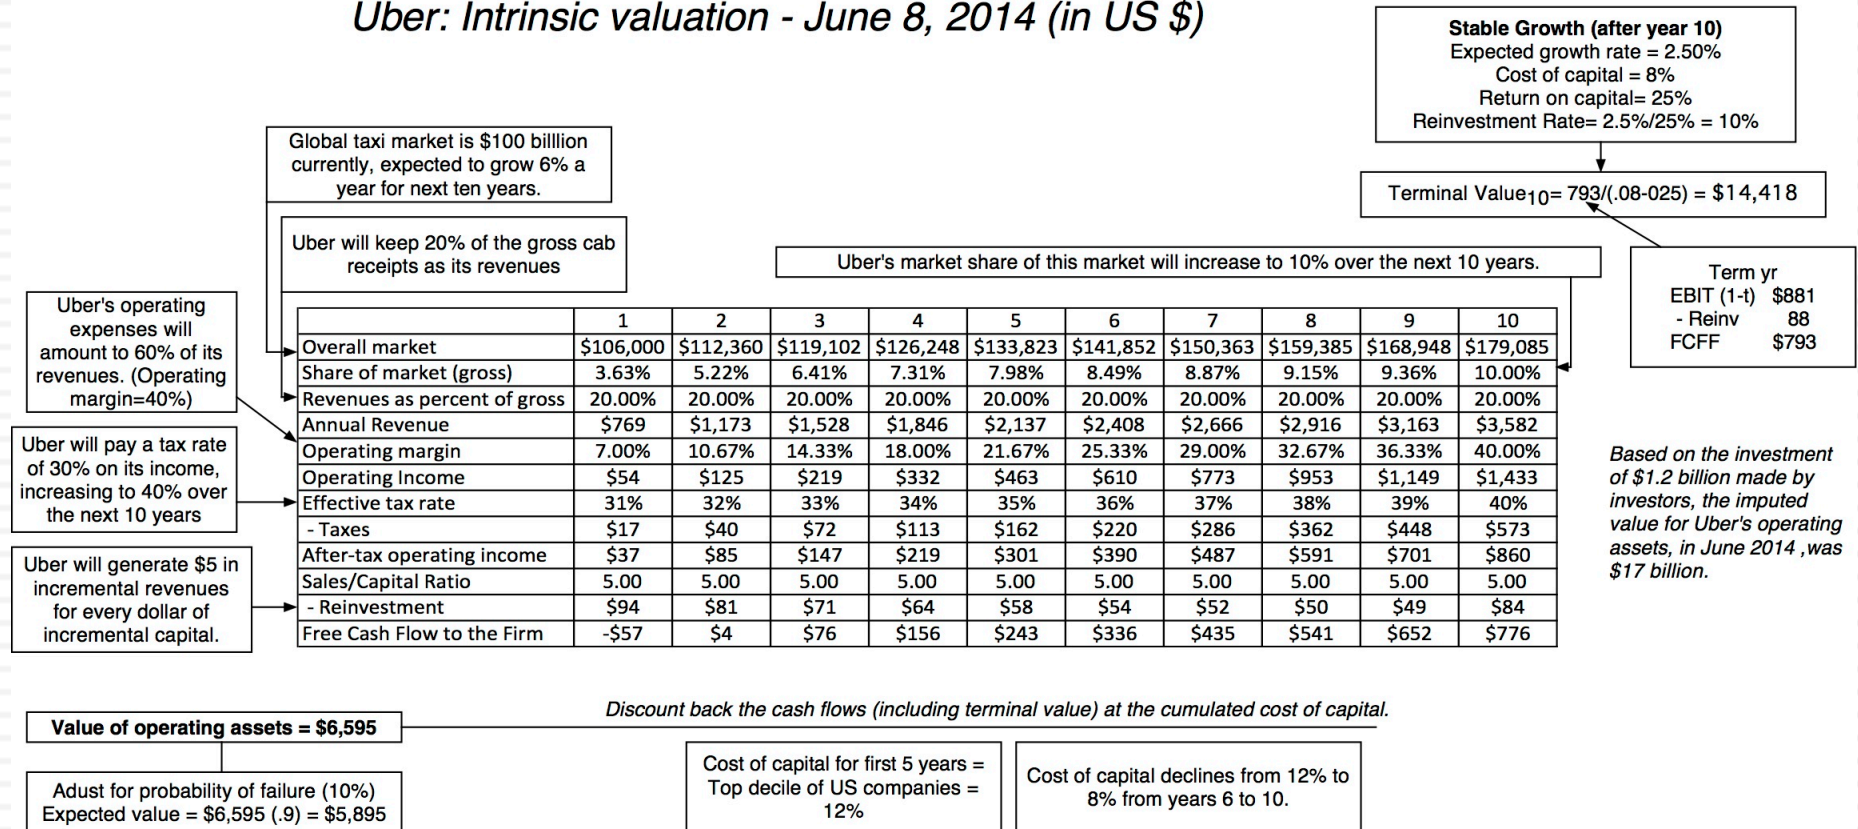 Uber: Intrinsic valuation - June 8, 2014 (in US $)
Stable Growth (after year 10)
Expected growth rate = 2.50%
Cost of capital = 8%
Return on capital= 25%
Reinvestment Rate= 2.5%/25% = 10%
Terminal Value10= 793/(.08-025) = $14,418
Term yr
EBIT (1-t) $881
- Reinv 88
FCFF $793
Global taxi market is $100 billlion
currently, expected to grow 6% a
year for next ten years.
Uber will keep 20% of the gross cab
receipts as its revenues
Uber's market share of this market will increase to 10% over the next 10 years.
Uber's operating
expenses will
amount to 60% of its
revenues. (Operating
margin=40%)
Uber will pay a tax rate
of 30% on its income,
increasing to 40% over
the next 10 years
Uber will generate $5 in
incremental revenues
for every dollar of
incremental capital.
1 2 3 4 5 6 7 8 9 10
Overall market $106,000 $112,360 $119,102 $126,248 $133,823 $141,852 $150,363 $159,385 $168,948 $179,085
Share of market (gross) 3.63% 5.22% 6.41% 7.31% 7.98% 8.49% 8.87% 9.15% 9.36% 10.00%
Revenues as percent of gross 20.00% 20.00% 20.00% 20.00% 20.00% 20.00% 20.00% 20.00% 20.00% 20.00%
Annual Revenue $769 $1,173 $1,528 $1,846 $2,137 $2,408 $2,666 $2,916 $3,163 $3,582
Operating margin 7.00% 10.67% 14.33% 18.00% 21.67% 25.33% 29.00% 32.67% 36.33% 40.00%
Operating Income $54 $125 $219 $332 $463 $610 $773 $953 $1,149 $1,433
Effective tax rate 31% 32% 33% 34% 35% 36% 37% 38% 39% 40%
- Taxes $17 $40 $72 $113 $162 $220 $286 $362 $448 $573
After-tax operating income $37 $85 $147 $219 $301 $390 $487 $591 $701 $860
Sales/Capital Ratio 5.00 5.00 5.00 5.00 5.00 5.00 5.00 5.00 5.00 5.00
- Reinvestment $94 $81 $71 $64 $58 $54 $52 $50 $49 $84
Free Cash Flow to the Firm -$57 $4 $76 $156 $243 $336 $435 $541 $652 $776
Based on the investment
of $1.2 billion made by
investors, the imputed
value for Uber's operating
assets, in June 2014 ,was
$17 billion.
Discount back the cash flows (including terminal value) at the cumulated cost of capital.
Value of operating assets = $6,595
Adust for probability of failure (10%)
Expected value = $6,595 (.9) = $5,895
Cost of capital for first 5 years =
Top decile of US companies =
12%
Cost of capital declines from 12% to
8% from years 6 to 10.